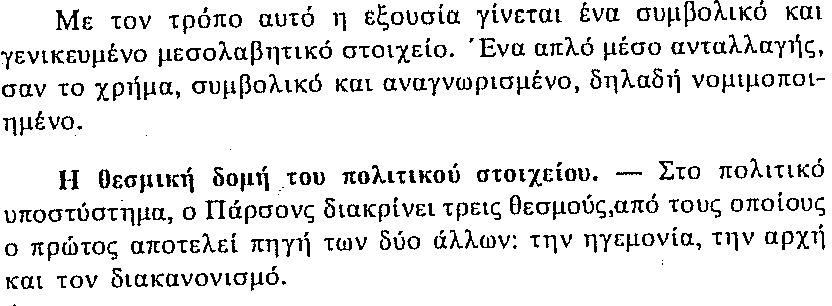 Με τον τρόπο αυτό η εξουσία γίνεται ένα συμβολικό και
γενικευμένο μεσολαβητικό στοιχείο. Ένα απλό μέσο ανταλλαγής,
σαν το χρήμα, συμβολικό και αναγνωρισμένο, δηλαδή νομιμοποι-
ημένο.
Η θεσμική δομή του πολιτικού στοιχείου. — Στο πολιτικό
υποστύστημα, ο Πάρσονς διακρίνει τρεις θεσμούς,από τους οποίους
ο πρώτος αποτελεί πηγή των δύο άλλων: την ηγεμονία, την αρχή
και τον διακανονισμό.